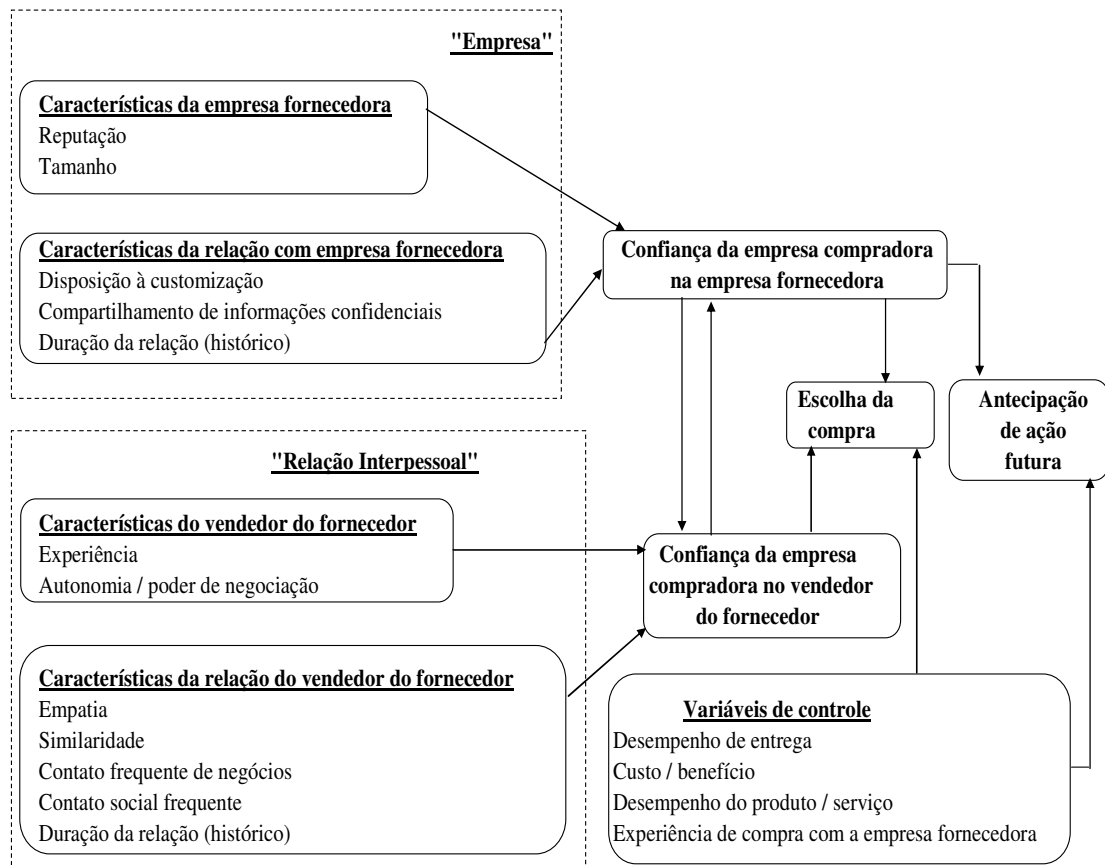 "Empresa"
Características da empresa fornecedora
Reputação
Tamanho
Características da relação com empresa fornecedora
Disposição à customização
Compartilhamento de informações confidenciais
Duração da relação (histórico)
Confiança da empresa compradora
na empresa fornecedora
Escolha da
compra
Antecipação
de ação
futura
"Relação Interpessoal"
Características do vendedor do fornecedor
Experiência
Autonomia / poder de negociação
Confiança da empresa
compradora no vendedor
do fornecedor
Características da relação do vendedor do fornecedor
Empatia
Similaridade
Contato frequente de negócios
Contato social frequente
Duração da relação (histórico)
Variáveis de controle
Desempenho de entrega
Custo / benefício
Desempenho do produto / serviço
Experiência de compra com a empresa fornecedora